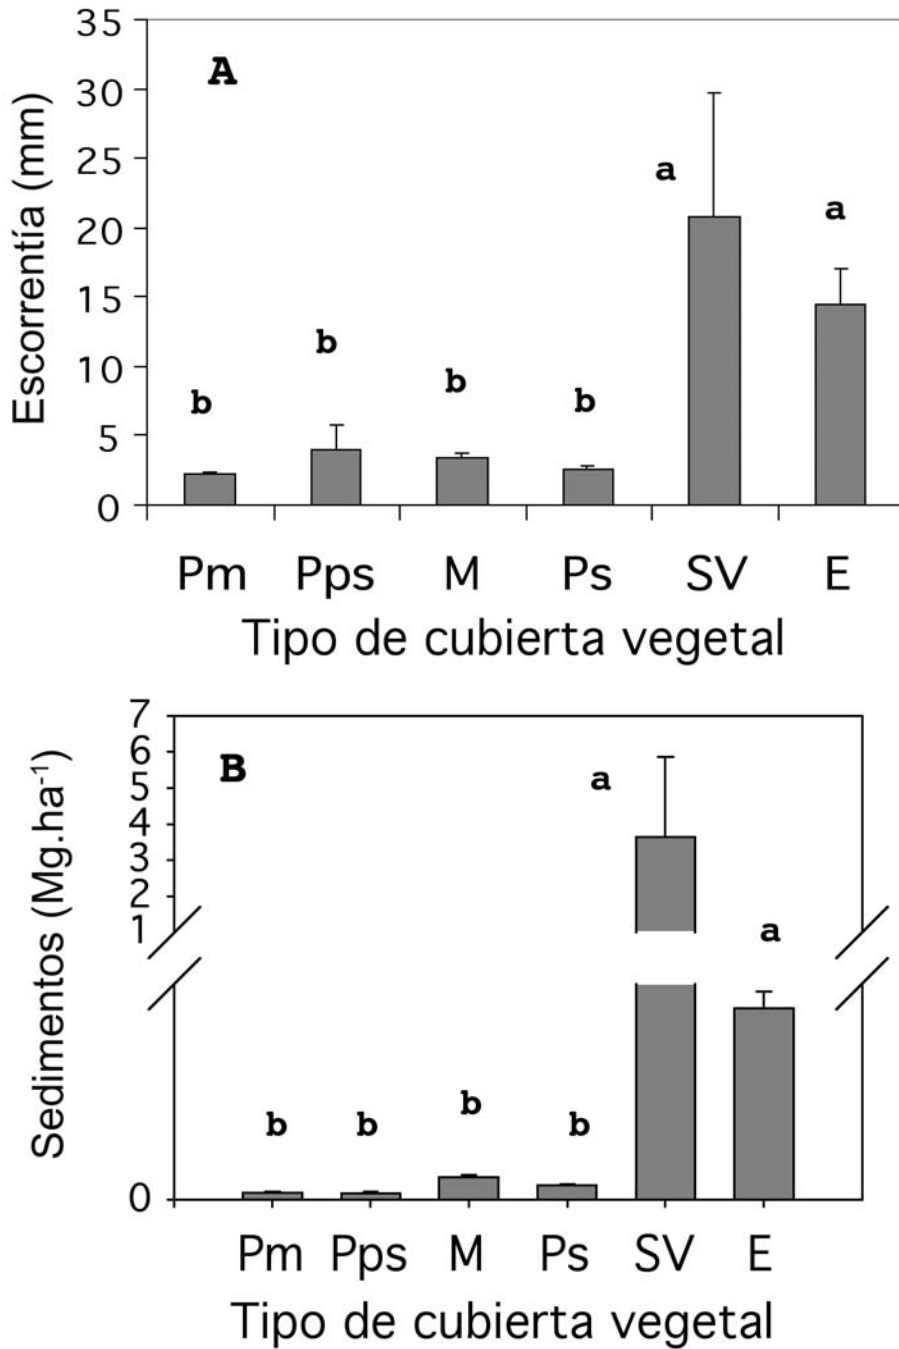 A
Escorrentía (mm)
35
30
25
20
15
10
5
0
b
b
b
b
a
a
Pm Pps M Ps SV E
Tipo de cubierta vegetal
B
Sedimentos (Mg.ha-1)
7
6
5
4
3
2
1
0
b
b
b
b
a
a
Pm Pps M Ps SV E
Tipo de cubierta vegetal